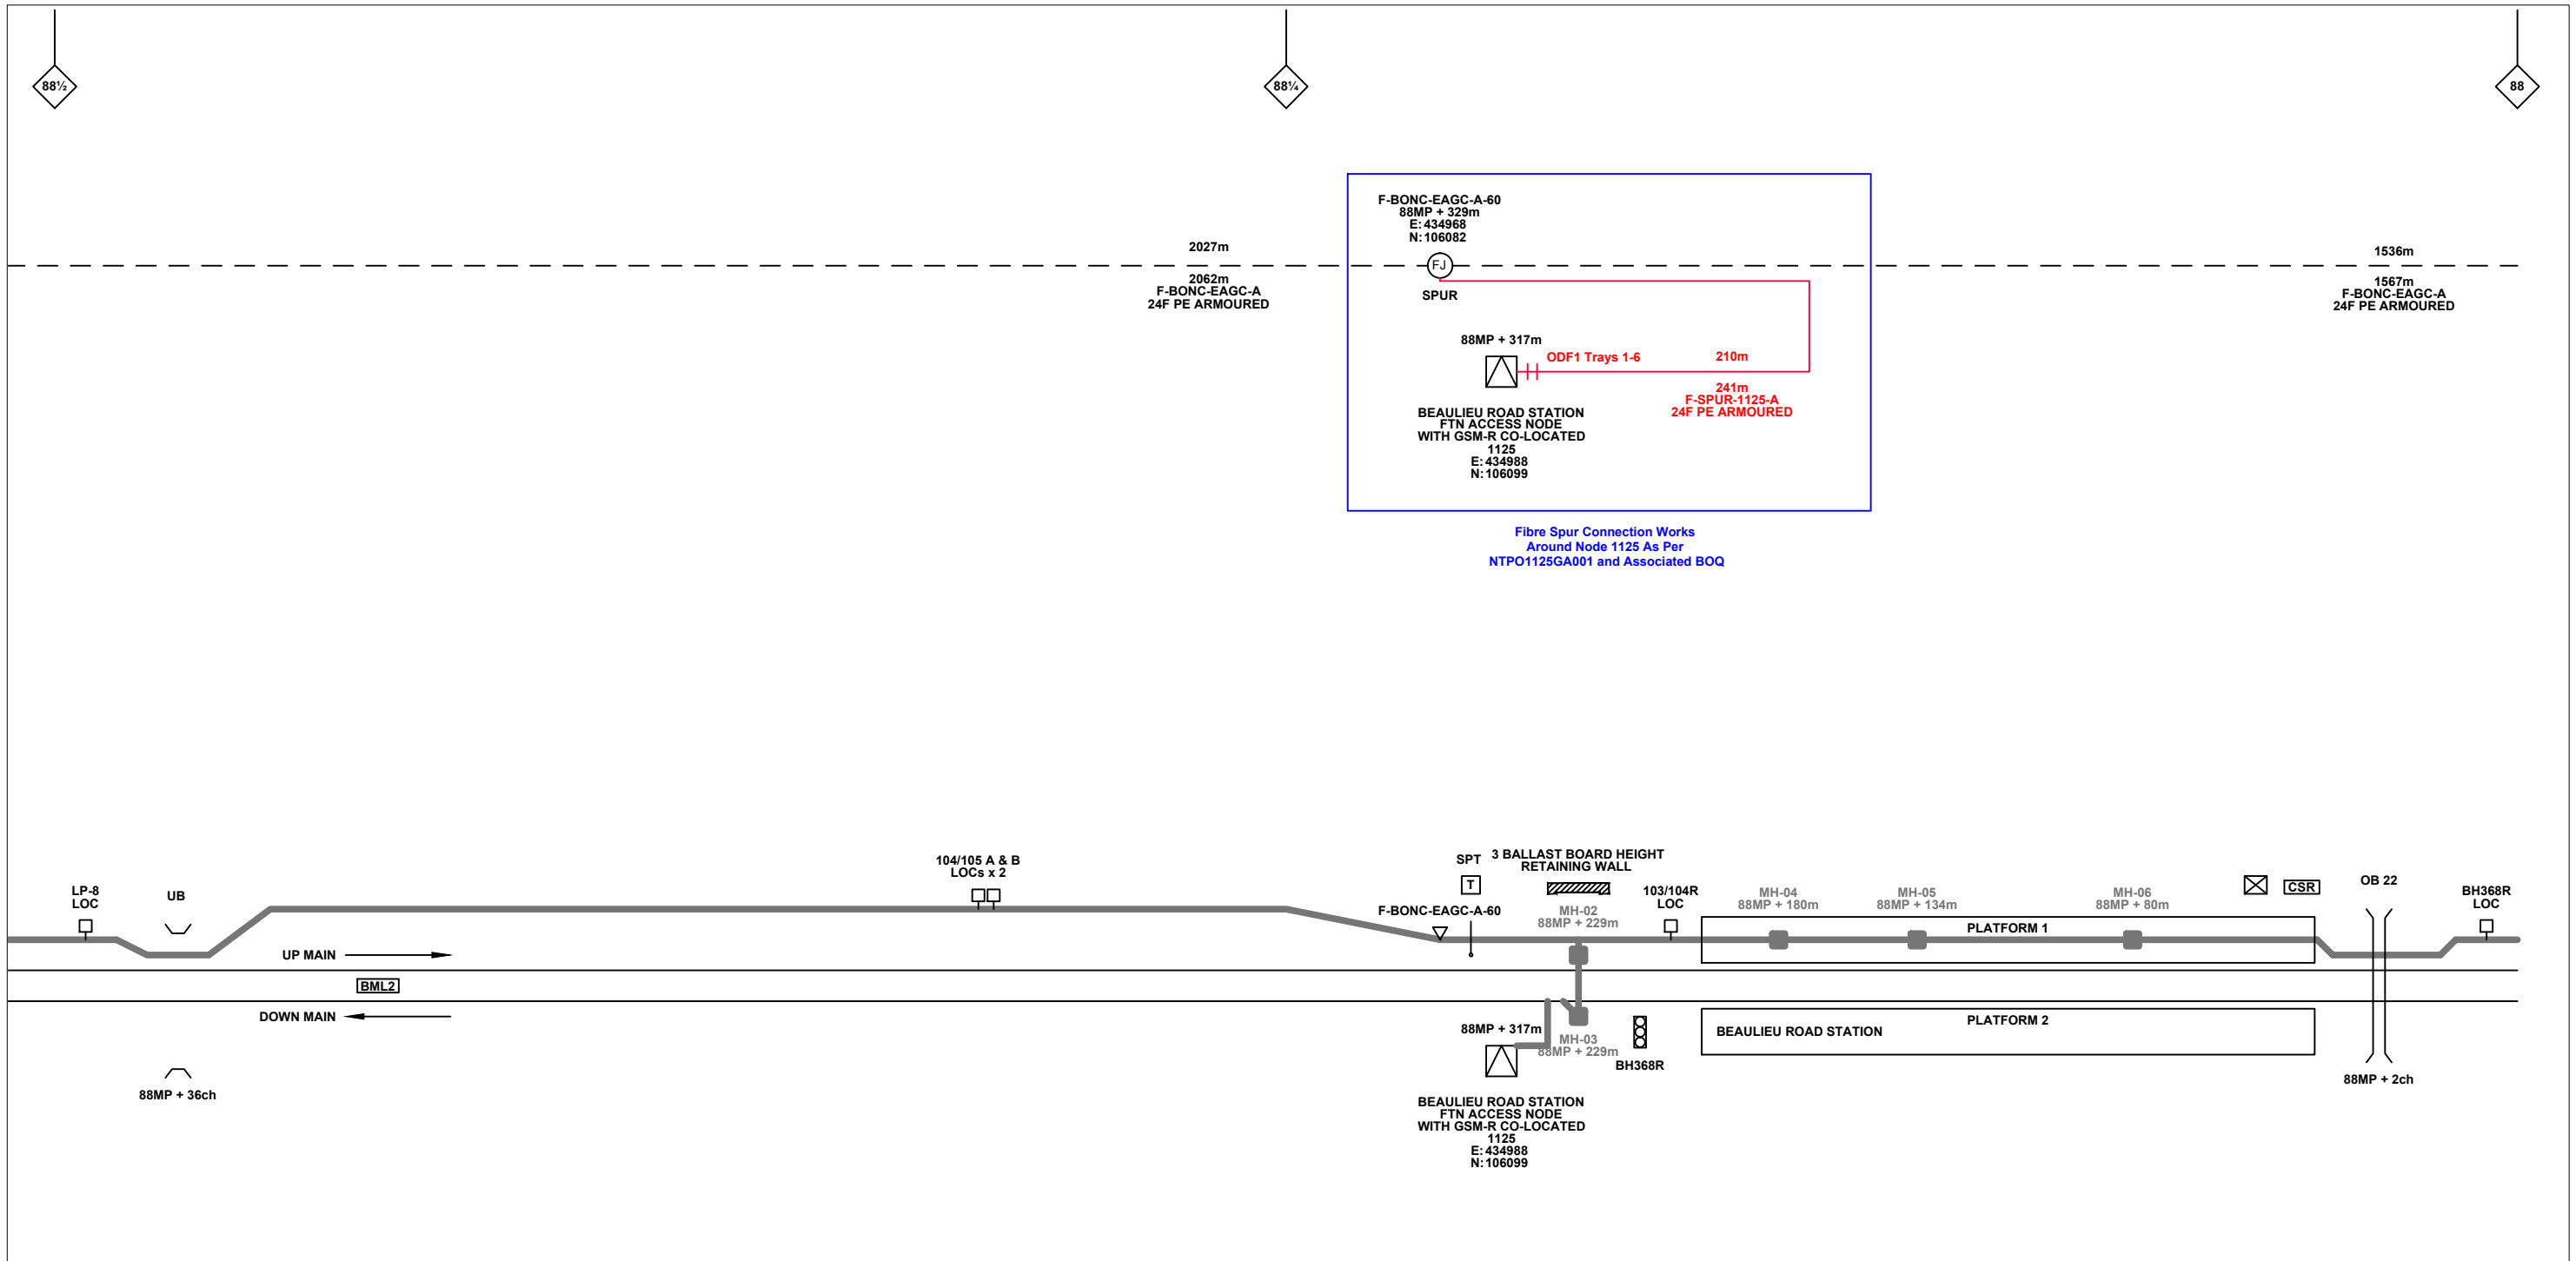 88½
88¼
88
F-BONC-EAGC-A-60
88MP + 329m
E: 434968
N: 106082
2027m
2062m
F-BONC-EAGC-A
24F PE ARMOURED
FJ
SPUR
1536m
1567m
F-BONC-EAGC-A
24F PE ARMOURED
88MP + 317m
ODF1 Trays 1-6
210m
241m
F-SPUR-1125-A
24F PE ARMOURED
BEAULIEU ROAD STATION
FTN ACCESS NODE
WITH GSM-R CO-LOCATED
1125
E: 434988
N: 106099
Fibre Spur Connection Works
Around Node 1125 As Per
NTPO1125GA001 and Associated BOQ
LP-8
LOC
UB
104/105 A & B
LOCs x 2
SPT
T
3 BALLAST BOARD HEIGHT
RETAINING WALL
F-BONC-EAGC-A-60
MH-02
88MP + 229m
103/104R
LOC
MH-04
88MP + 180m
MH-05
88MP + 134m
MH-06
88MP + 80m
CSR
OB 22
BH368R
LOC
PLATFORM 1
UP MAIN
BML2
DOWN MAIN
88MP + 317m
MH-03
88MP + 229m
BH368R
PLATFORM 2
BEAULIEU ROAD STATION
88MP + 36ch
88MP + 2ch
BEAULIEU ROAD STATION
FTN ACCESS NODE
WITH GSM-R CO-LOCATED
1125
E: 434988
N: 106099